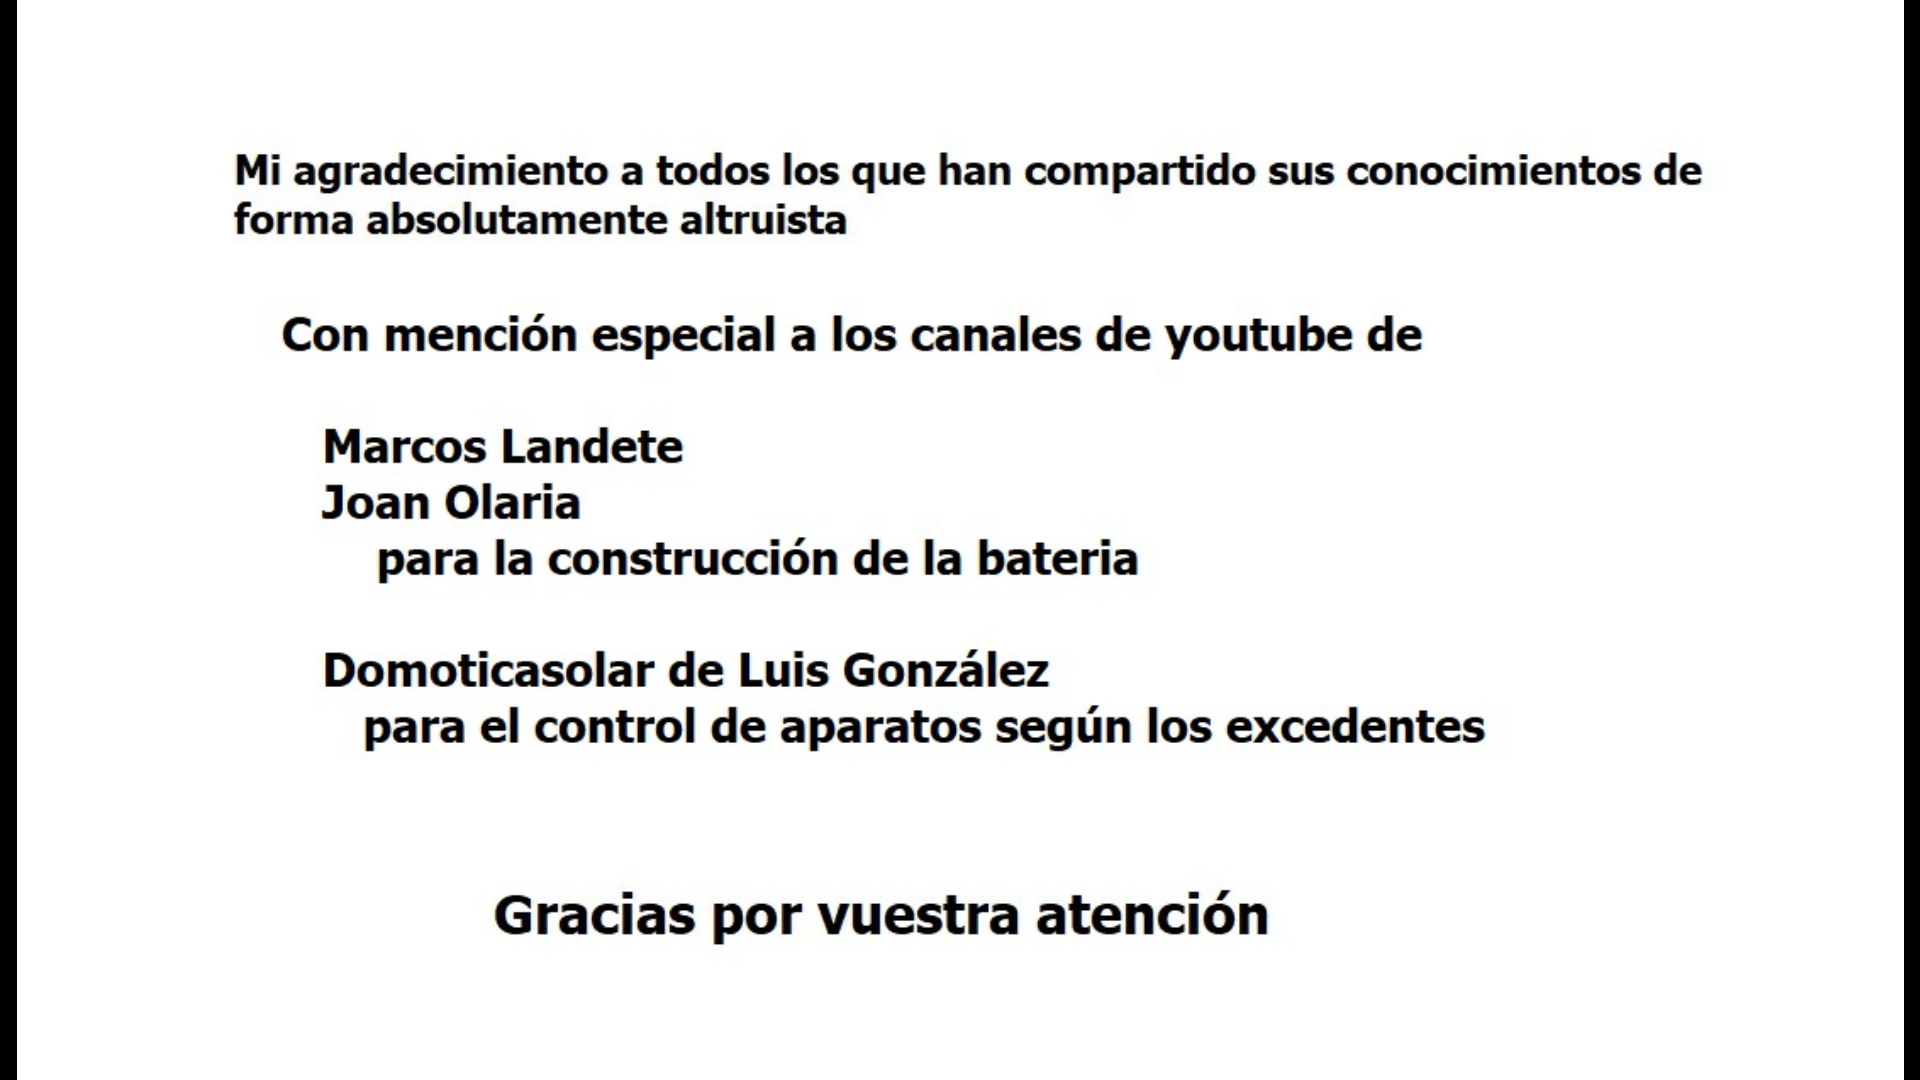 Mi agradecimiento a todos los que han compartido sus conocimientos de
forma absolutamente altruista
Con mención especial a los canales de youtube de
Marcos Landete
Joan Olaria
para la construcción de la bateria
Domoticasolar de Luis González
para el control de aparatos según los excedentes
Gracias por vuestra atención